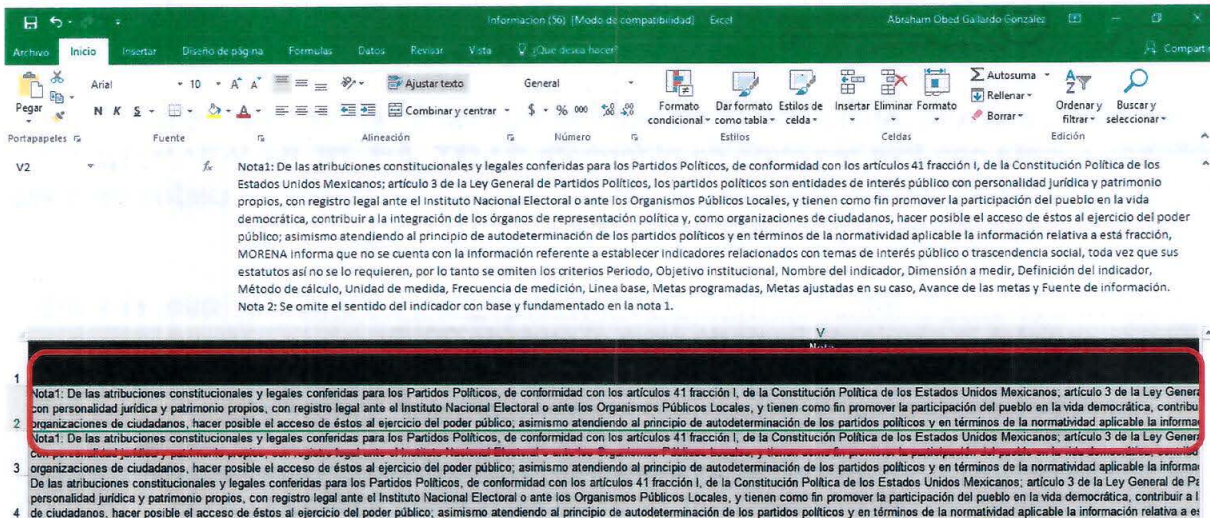 Informacion (56) [Modo de compatibilidad] Excel Abraham Obed Gallardo González
Archivo Inicio Insertar Diseño de página Formulas Datos Revisar Vista ¿Que desea hacer? Compartir
Arial 10 A A Ajustar texto General Autosuma
Pegar N K S A Combinar y centrar $ % 000 Formato condicional Dar formato como tabla Estilos de celda Insertar Eliminar Formato Rellenar Borrar Ordenar y filtrar Buscar y seleccionar
Portapapeles Fuente Alineación Número Estilos Celdas Edición
V2 fx Nota1: De las atribuciones constitucionales y legales conferidas para los Partidos Políticos, de conformidad con los artículos 41 fracción I, de la Constitución Política de los
Estados Unidos Mexicanos; artículo 3 de la Ley General de Partidos Políticos, los partidos políticos son entidades de interés público con personalidad jurídica y patrimonio
propios, con registro legal ante el Instituto Nacional Electoral o ante los Organismos Públicos Locales, y tienen como fin promover la participación del pueblo en la vida
democrática, contribuir a la integración de los órganos de representación política y, como organizaciones de ciudadanos, hacer posible el acceso de éstos al ejercicio del poder
público; asimismo atendiendo al principio de autodeterminación de los partidos políticos y en términos de la normatividad aplicable la información relativa a está fracción,
MORENA informa que no se cuenta con la información referente a establecer indicadores relacionados con temas de interés público o trascendencia social, toda vez que sus
estatutos así no se lo requieren, por lo tanto se omiten los criterios Periodo, Objetivo institucional, Nombre del indicador, Dimensión a medir, Definición del indicador,
Método de cálculo, Unidad de medida, Frecuencia de medición, Linea base, Metas programadas, Metas ajustadas en su caso, Avance de las metas y Fuente de información.
Nota 2: Se omite el sentido del indicador con base y fundamentado en la nota 1.
V
Nota
1
Nota1: De las atribuciones constitucionales y legales conferidas para los Partidos Políticos, de conformidad con los artículos 41 fracción I, de la Constitución Política de los Estados Unidos Mexicanos; artículo 3 de la Ley Genera
con personalidad jurídica y patrimonio propios, con registro legal ante el Instituto Nacional Electoral o ante los Organismos Públicos Locales, y tienen como fin promover la participación del pueblo en la vida democrática, contribu
2 organizaciones de ciudadanos, hacer posible el acceso de éstos al ejercicio del poder público; asimismo atendiendo al principio de autodeterminación de los partidos políticos y en términos de la normatividad aplicable la informa
Nota1: De las atribuciones constitucionales y legales conferidas para los Partidos Políticos, de conformidad con los artículos 41 fracción I, de la Constitución Política de los Estados Unidos Mexicanos; artículo 3 de la Ley Genera
3 organizaciones de ciudadanos, hacer posible el acceso de éstos al ejercicio del poder público; asimismo atendiendo al principio de autodeterminación de los partidos políticos y en términos de la normatividad aplicable la informa
De las atribuciones constitucionales y legales conferidas para los Partidos Políticos, de conformidad con los artículos 41 fracción I, de la Constitución Política de los Estados Unidos Mexicanos; artículo 3 de la Ley General de Pa
personalidad jurídica y patrimonio propios, con registro legal ante el Instituto Nacional Electoral o ante los Organismos Públicos Locales, y tienen como fin promover la participación del pueblo en la vida democrática, contribuir a l
4 de ciudadanos, hacer posible el acceso de éstos al ejercicio del poder público; asimismo atendiendo al principio de autodeterminación de los partidos políticos y en términos de la normatividad aplicable la información relativa a es